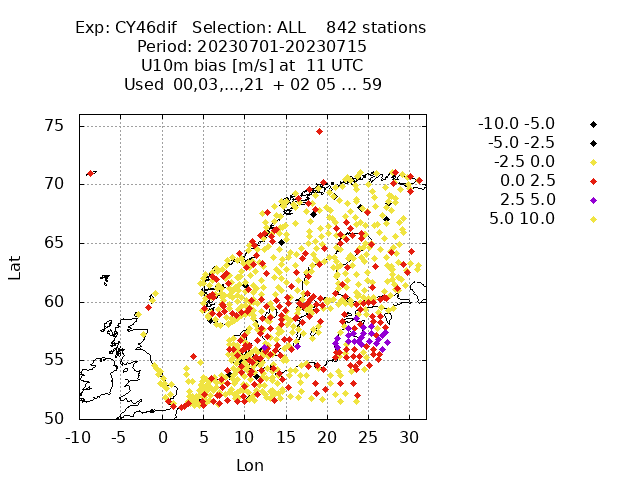 Exp: CY46dif   Selection: ALL    842 stations
Period: 20230701-20230715
U10m bias [m/s] at  11 UTC
Used  00,03,...,21  + 02 05 ... 59
-10.0 -5.0
-5.0 -2.5
-2.5 0.0
0.0 2.5
2.5 5.0
5.0 10.0
75
70
65
60
55
50
Lat
-10 -5 0 5 10 15 20 25 30
Lon